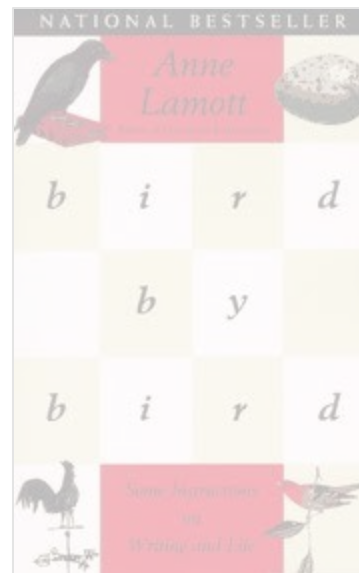 NATIONAL BESTSELLER
Anne
Lamott
b i r d
b y
b i r d
Some Instructions
on
Writing and Life